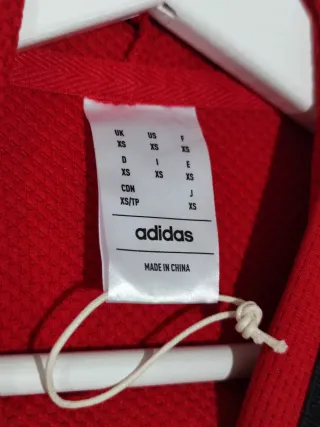 UK US F
XS XS XS
D I E
XS XS XS
CDN J
XS/TP XS
adidas
MADE IN CHINA